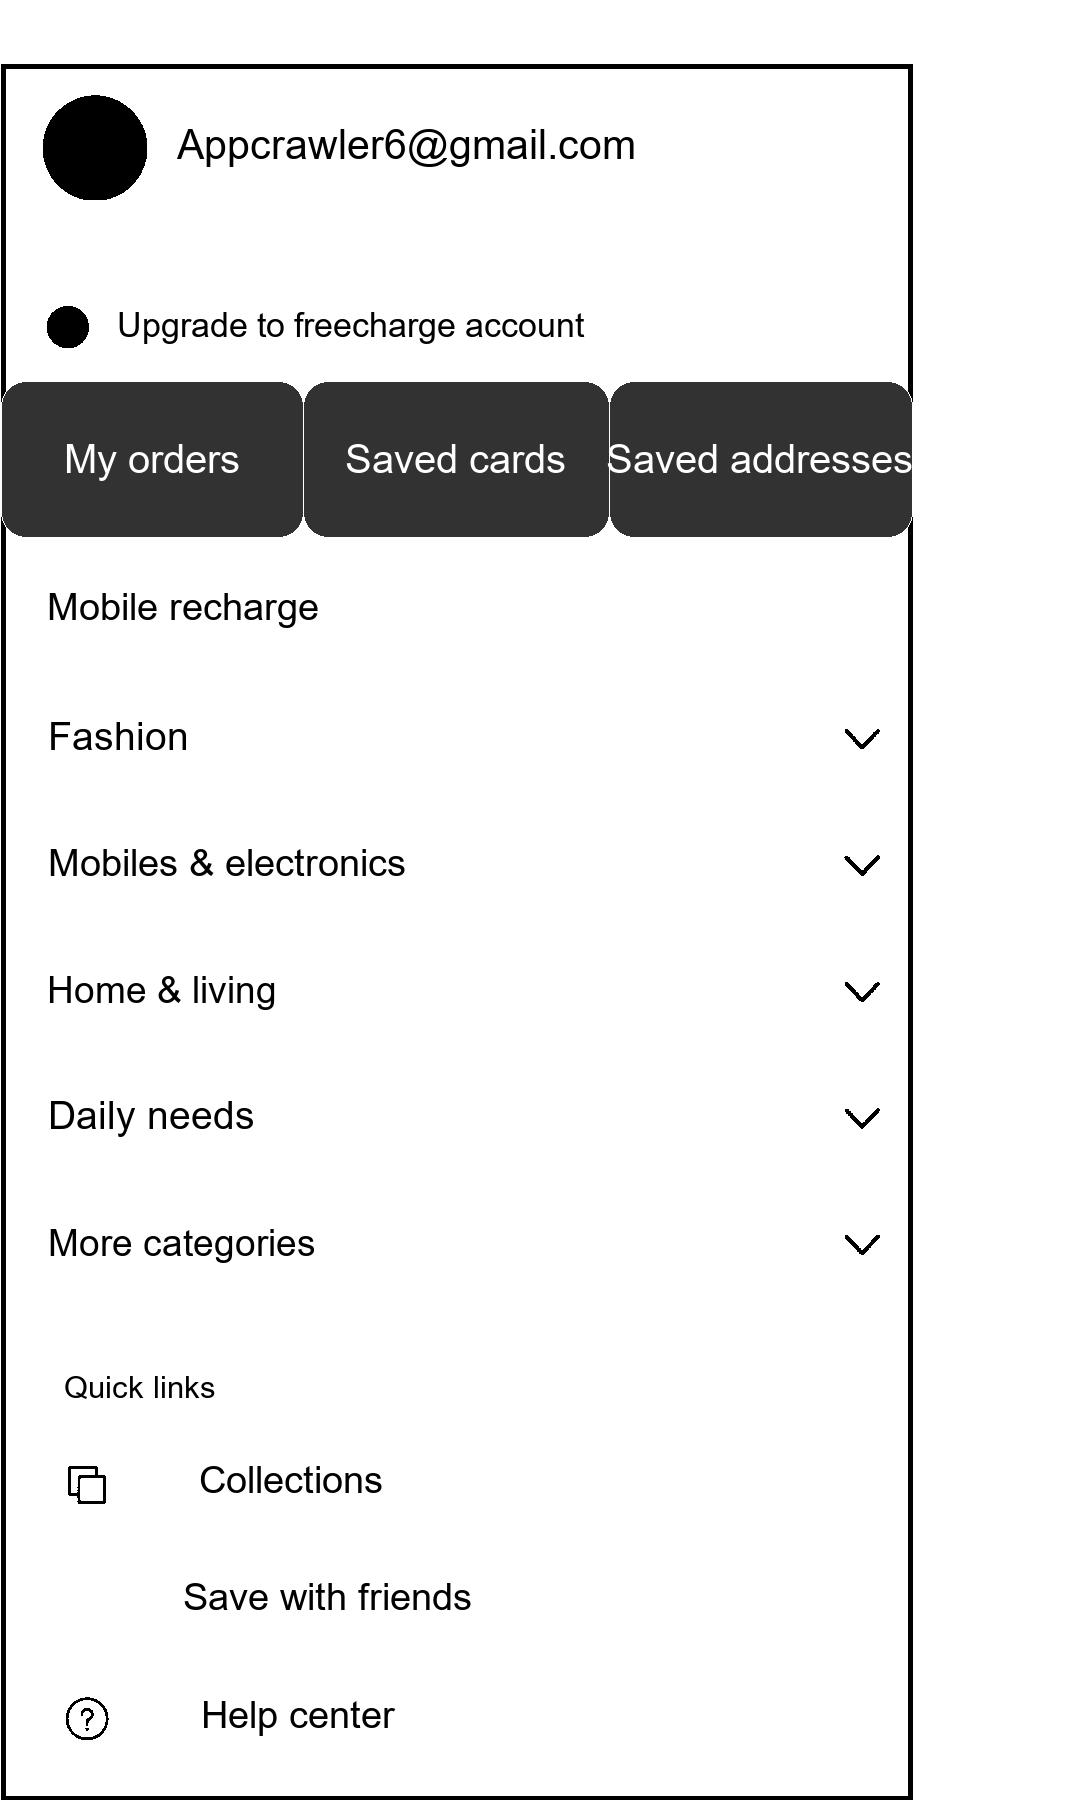 Appcrawler6@gmail.com
Upgrade to freecharge account
My orders
Saved cards
Saved addresses
Mobile recharge
Fashion
Mobiles & electronics
Home & living
Daily needs
More categories
Quick links
Collections
Save with friends
?
Help center